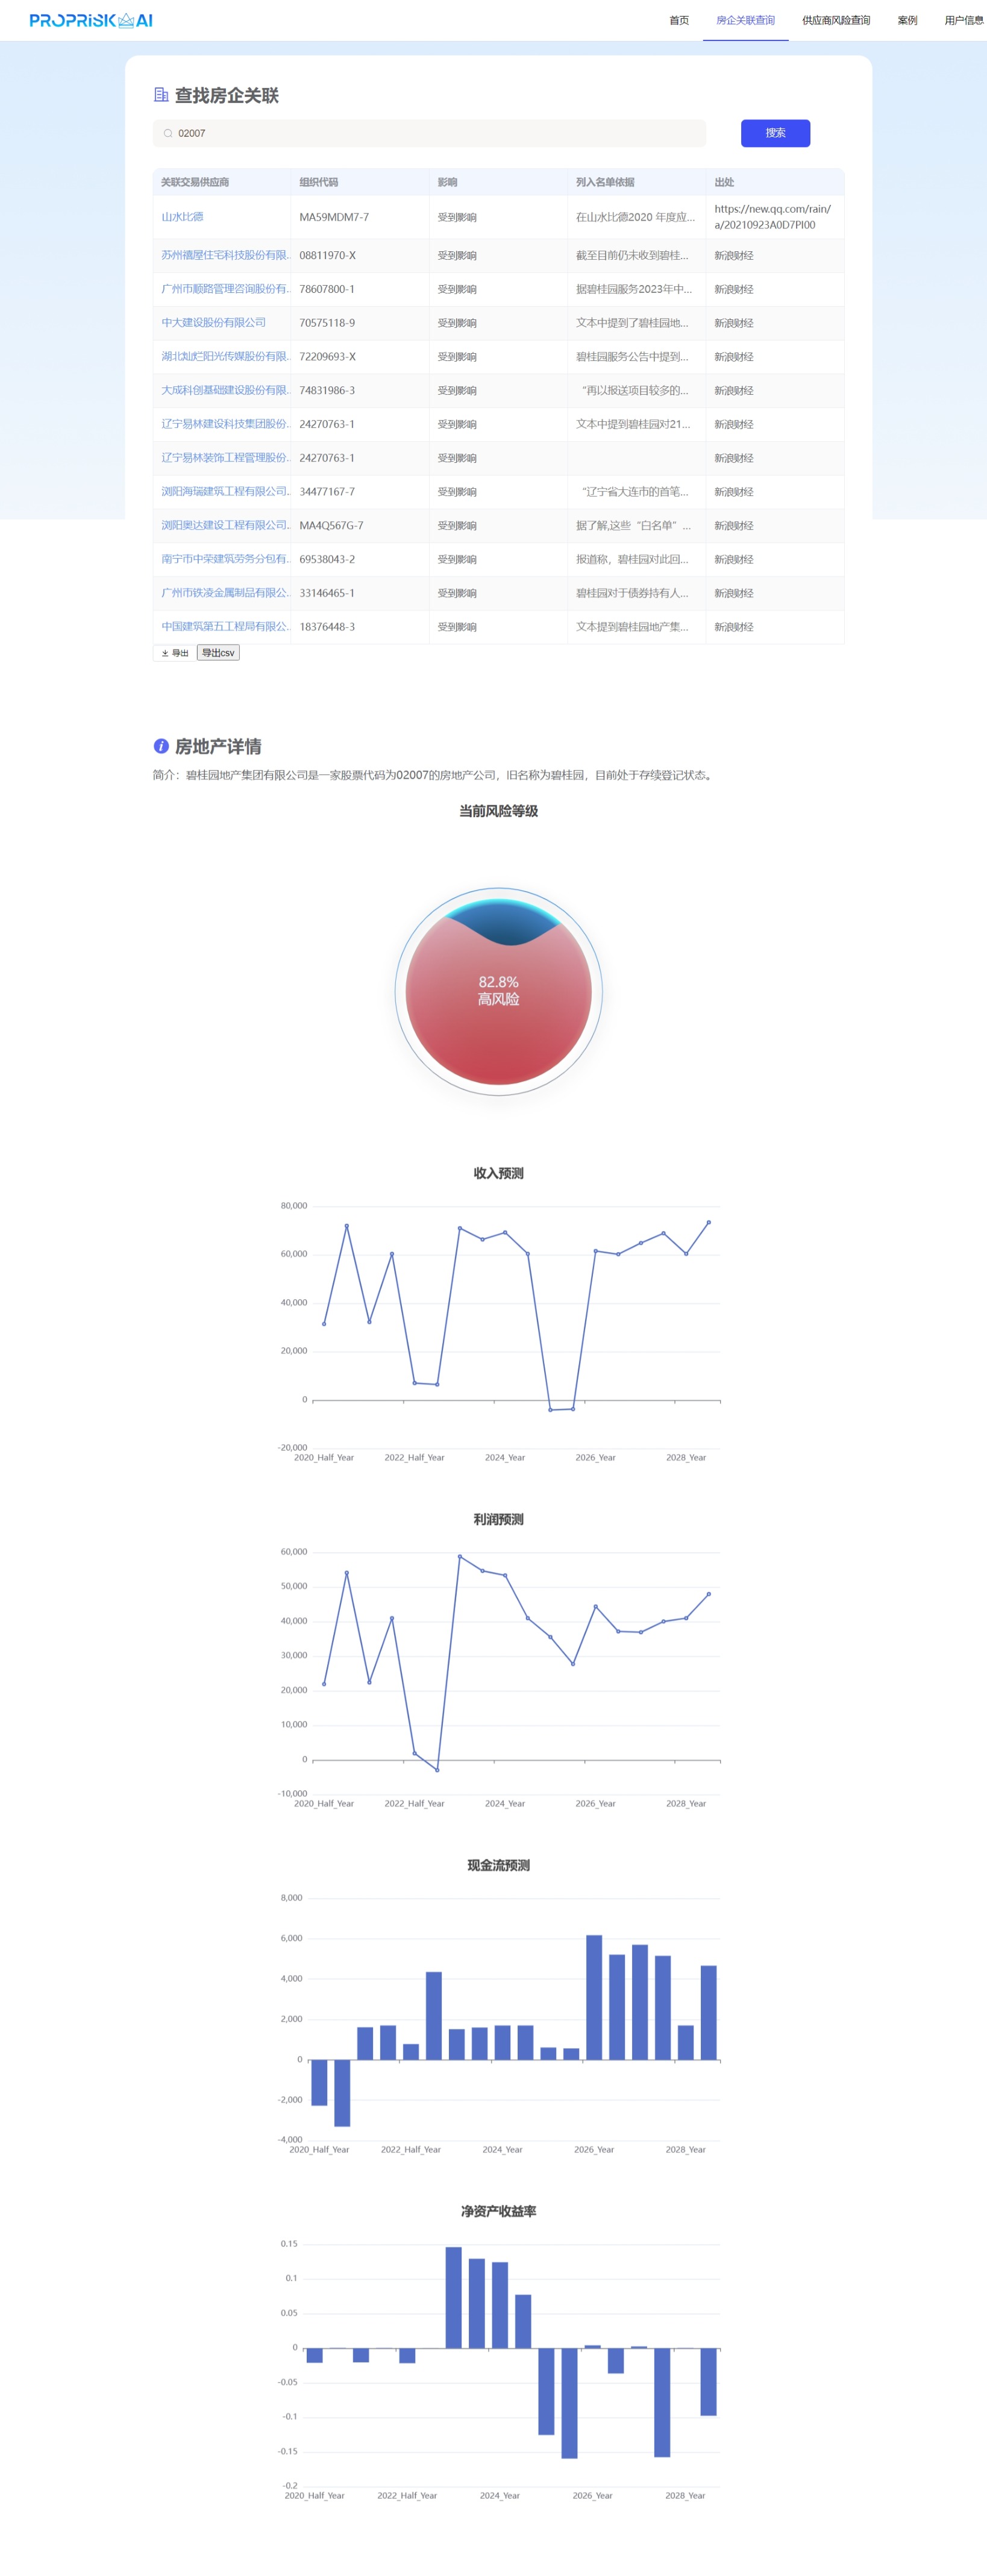 PROPRISK AI
首页 房企关联查询 供应商风险查询 案例 用户信息
查找房企关联
02007 搜索
关联交易供应商 组织代码 影响 列入名单依据 出处
山水比德 MA59MDM7-7 受到影响 在山水比德2020 年度应... https://new.qq.com/rain/
a/20210923A0D7PI00
苏州禧屋住宅科技股份有限.. 08811970-X 受到影响 截至目前仍未收到碧桂... 新浪财经
广州市顺路管理咨询股份有.. 78607800-1 受到影响 据碧桂园服务2023年中... 新浪财经
中大建设股份有限公司 70575118-9 受到影响 文本中提到了碧桂园地... 新浪财经
湖北灿烂阳光传媒股份有限.. 72209693-X 受到影响 碧桂园服务公告中提到... 新浪财经
大成科创基础建设股份有限.. 74831986-3 受到影响 “再以报送项目较多的... 新浪财经
辽宁易林建设科技集团股份.. 24270763-1 受到影响 文本中提到碧桂园对21... 新浪财经
辽宁易林装饰工程管理股份.. 24270763-1 受到影响 新浪财经
浏阳海瑞建筑工程有限公司.. 34477167-7 受到影响 “辽宁省大连市的首笔... 新浪财经
浏阳奥达建设工程有限公司.. MA4Q567G-7 受到影响 据了解,这些“白名单”... 新浪财经
南宁市中荣建筑劳务分包有.. 69538043-2 受到影响 报道称，碧桂园对此回... 新浪财经
广州市铁凌金属制品有限公.. 33146465-1 受到影响 碧桂园对于债券持有人... 新浪财经
中国建筑第五工程局有限公.. 18376448-3 受到影响 文本提到碧桂园地产集... 新浪财经
导出 导出csv
房地产详情
简介：碧桂园地产集团有限公司是一家股票代码为02007的房地产公司，旧名称为碧桂园，目前处于存续登记状态。
当前风险等级
82.8%
高风险
收入预测
80,000
60,000
40,000
20,000
0
-20,000
2020_Half_Year 2022_Half_Year 2024_Year 2026_Year 2028_Year
利润预测
60,000
50,000
40,000
30,000
20,000
10,000
0
-10,000
2020_Half_Year 2022_Half_Year 2024_Year 2026_Year 2028_Year
现金流预测
8,000
6,000
4,000
2,000
0
-2,000
-4,000
2020_Half_Year 2022_Half_Year 2024_Year 2026_Year 2028_Year
净资产收益率
0.15
0.1
0.05
0
-0.05
-0.1
-0.15
-0.2
2020_Half_Year 2022_Half_Year 2024_Year 2026_Year 2028_Year